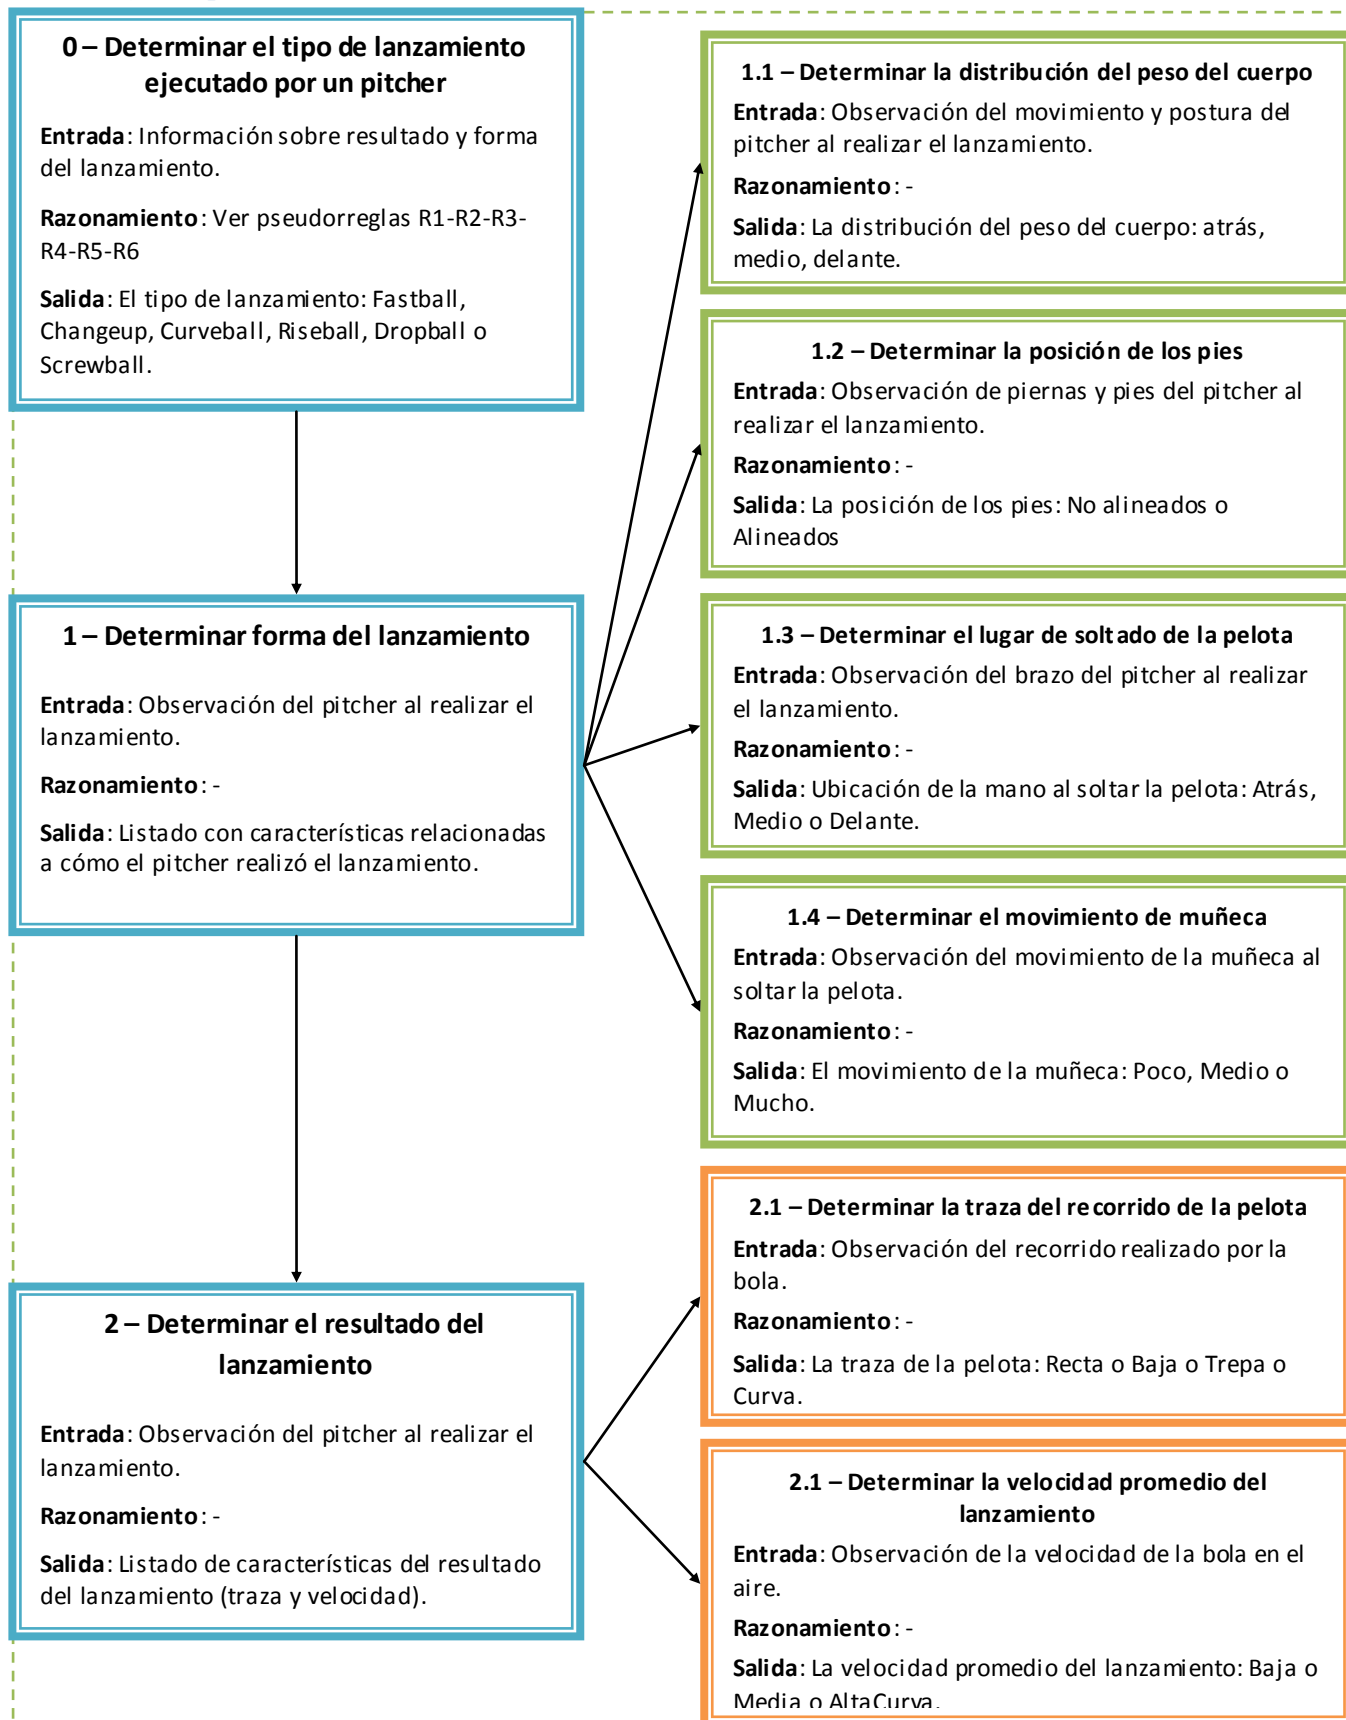 0 – Determinar el tipo de lanzamiento
ejecutado por un pitcher
Entrada: Información sobre resultado y forma
del lanzamiento.
Razonamiento: Ver pseudorreglas R1-R2-R3-
R4-R5-R6
Salida: El tipo de lanzamiento: Fastball,
Changeup, Curveball, Riseball, Dropball o
Screwball.
1 – Determinar forma del lanzamiento
Entrada: Observación del pitcher al realizar el
lanzamiento.
Razonamiento: -
Salida: Listado con características relacionadas
a cómo el pitcher realizó el lanzamiento.
2 – Determinar el resultado del
lanzamiento
Entrada: Observación del pitcher al realizar el
lanzamiento.
Razonamiento: -
Salida: Listado de características del resultado
del lanzamiento (traza y velocidad).
1.1 – Determinar la distribución del peso del cuerpo
Entrada: Observación del movimiento y postura del
pitcher al realizar el lanzamiento.
Razonamiento: -
Salida: La distribución del peso del cuerpo: atrás,
medio, delante.
1.2 – Determinar la posición de los pies
Entrada: Observación de piernas y pies del pitcher al
realizar el lanzamiento.
Razonamiento: -
Salida: La posición de los pies: No alineados o
Alineados
1.3 – Determinar el lugar de soltado de la pelota
Entrada: Observación del brazo del pitcher al realizar
el lanzamiento.
Razonamiento: -
Salida: Ubicación de la mano al soltar la pelota: Atrás,
Medio o Delante.
1.4 – Determinar el movimiento de muñeca
Entrada: Observación del movimiento de la muñeca al
soltar la pelota.
Razonamiento: -
Salida: El movimiento de la muñeca: Poco, Medio o
Mucho.
2.1 – Determinar la traza del recorrido de la pelota
Entrada: Observación del recorrido realizado por la
bola.
Razonamiento: -
Salida: La traza de la pelota: Recta o Baja o Trepa o
Curva.
2.1 – Determinar la velocidad promedio del
lanzamiento
Entrada: Observación de la velocidad de la bola en el
aire.
Razonamiento: -
Salida: La velocidad promedio del lanzamiento: Baja o
Media o AltaCurva.